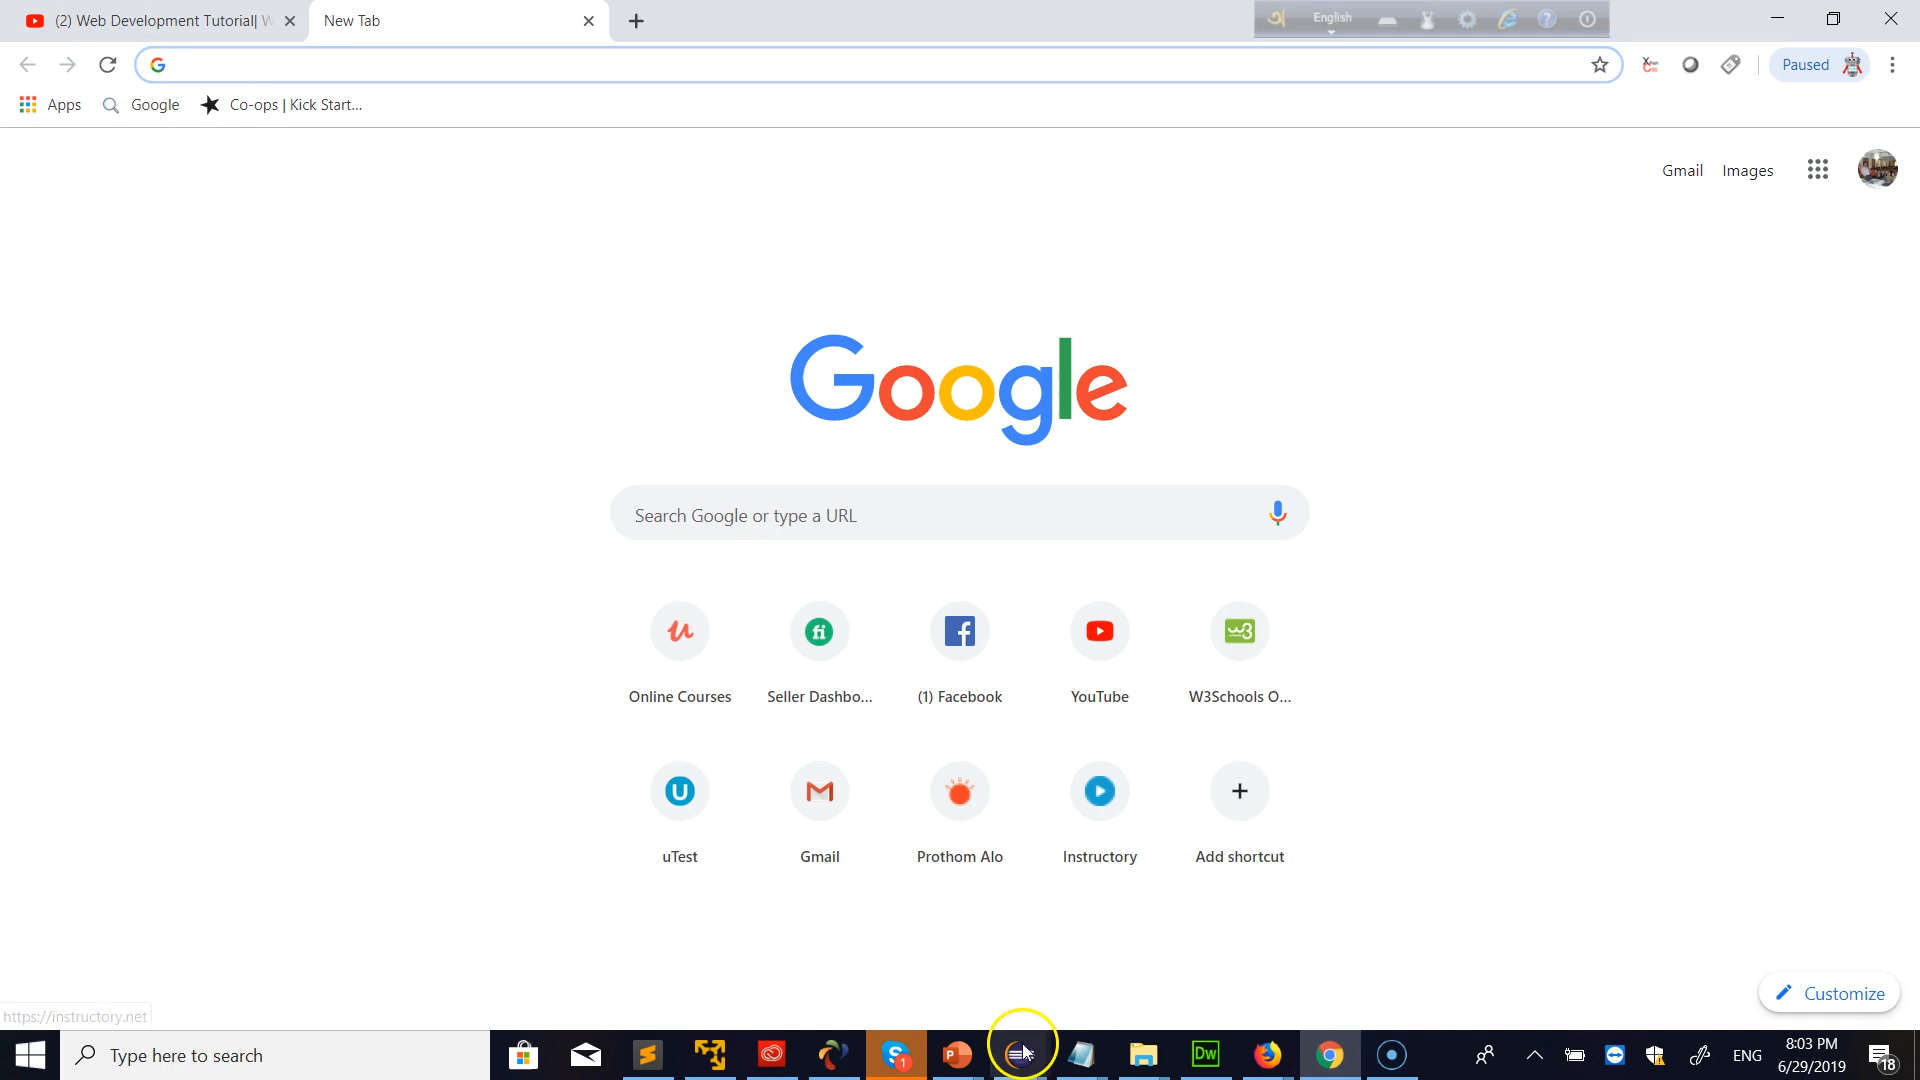 (2) Web Development Tutorial| W
New Tab
English
Paused
Apps
Google
Co-ops | Kick Start...
Gmail
Images
Google
Search Google or type a URL
Online Courses
Seller Dashbo...
(1) Facebook
YouTube
W3Schools O...
uTest
Gmail
Prothom Alo
Instructory
Add shortcut
Customize
https://instructory.net
Type here to search
ENG
8:03 PM
6/29/2019
18